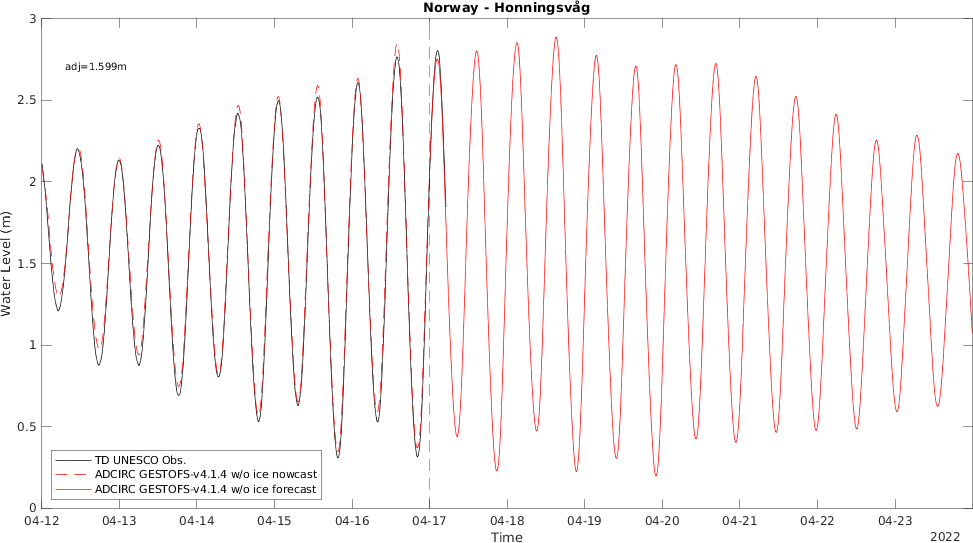 Norway - Honningsvåg
3
adj=1.599m
2.5
2
1.5
1
0.5
0
Water Level (m)
TD UNESCO Obs.
ADCIRC GESTOFS-v4.1.4 w/o ice nowcast
ADCIRC GESTOFS-v4.1.4 w/o ice forecast
04-12 04-13 04-14 04-15 04-16 04-17 04-18 04-19 04-20 04-21 04-22 04-23
Time
2022